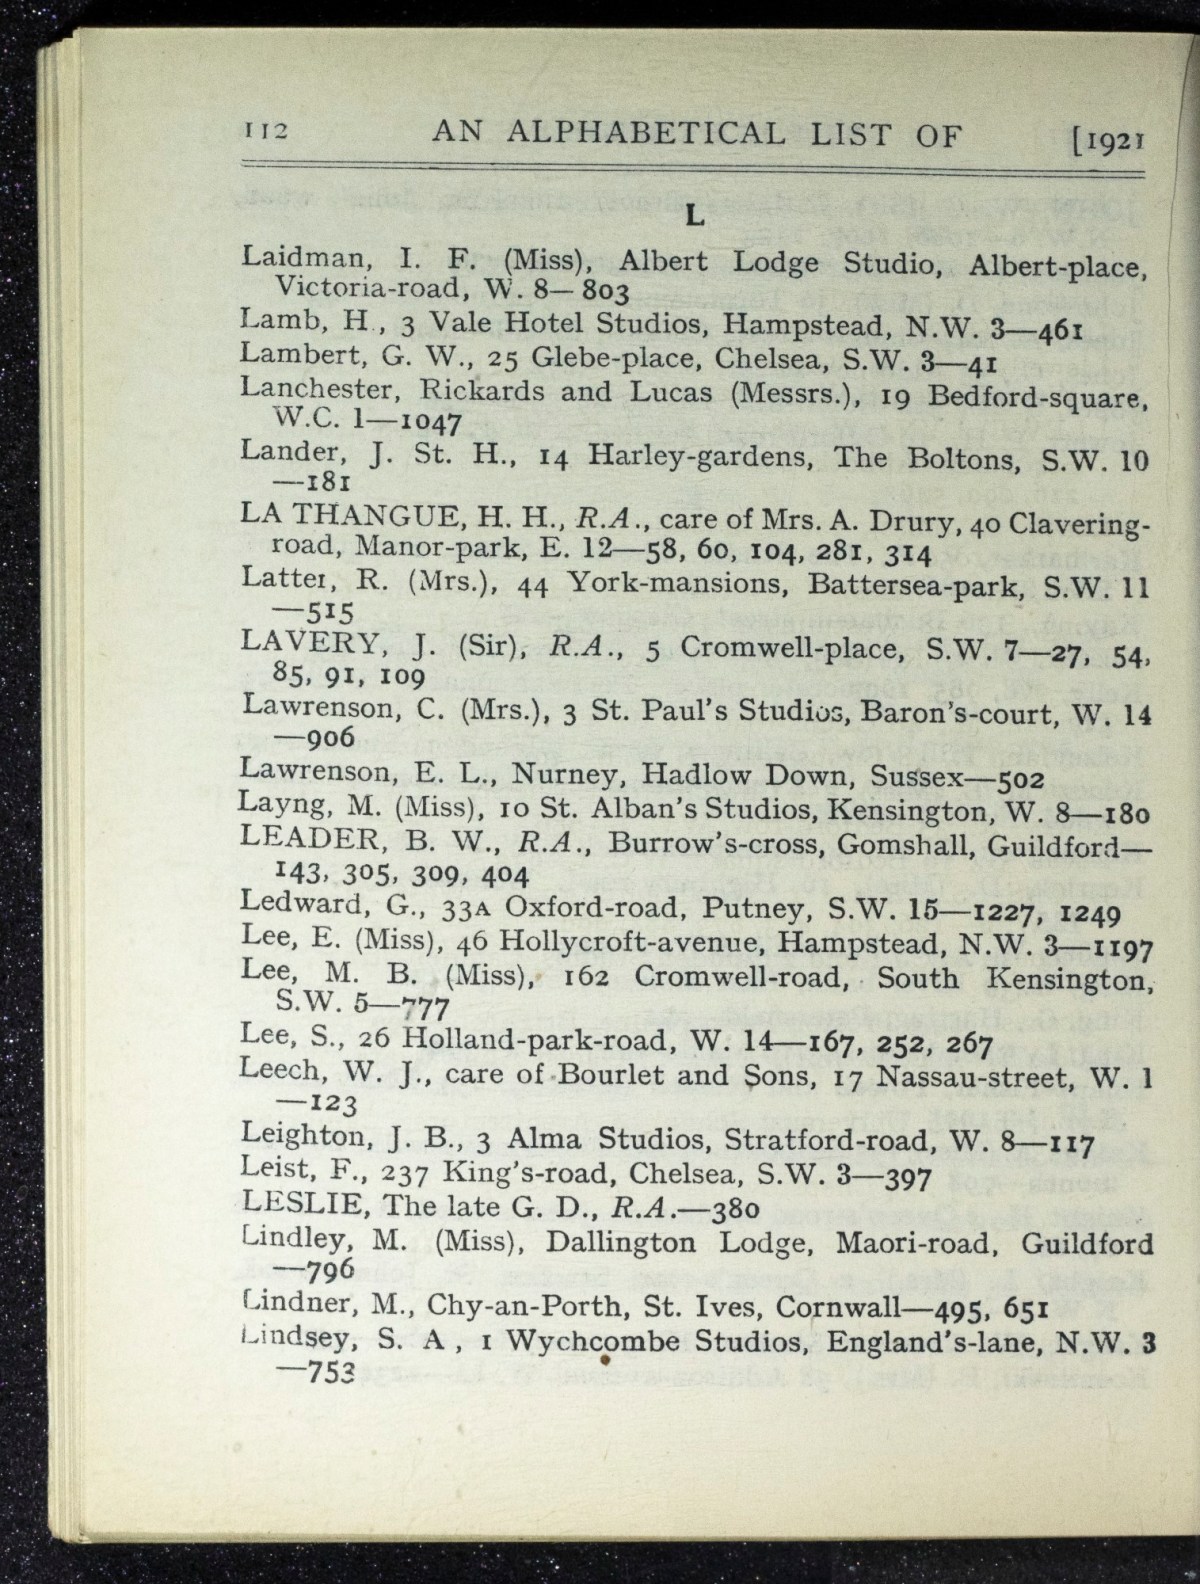 112 AN ALPHABETICAL LIST OF [1921
L
Laidman, I. F. (Miss), Albert Lodge Studio, Albert-place,
Victoria-road, W. 8—803
Lamb, H., 3 Vale Hotel Studios, Hampstead, N.W. 3—461
Lambert, G. W., 25 Glebe-place, Chelsea, S.W. 3—41
Lanchester, Rickards and Lucas (Messrs.), 19 Bedford-square,
W.C. 1—1047
Lander, J. St. H., 14 Harley-gardens, The Boltons, S.W. 10
—181
LA THANGUE, H. H., R.A., care of Mrs. A. Drury, 40 Clavering-
road, Manor-park, E. 12—58, 60, 104, 281, 314
Latter, R. (Mrs.), 44 York-mansions, Battersea-park, S.W. 11
—515
LAVERY, J. (Sir), R.A., 5 Cromwell-place, S.W. 7—27, 54,
85, 91, 109
Lawrenson, C. (Mrs.), 3 St. Paul's Studios, Baron's-court, W. 14
—906
Lawrenson, E. L., Nurney, Hadlow Down, Sussex—502
Layng, M. (Miss), 10 St. Alban's Studios, Kensington, W. 8—180
LEADER, B. W., R.A., Burrow's-cross, Gomshall, Guildford—
143, 305, 309, 404
Ledward, G., 33A Oxford-road, Putney, S.W. 15—1227, 1249
Lee, E. (Miss), 46 Hollycroft-avenue, Hampstead, N.W. 3—1197
Lee, M. B. (Miss), 162 Cromwell-road, South Kensington,
S.W. 5—777
Lee, S., 26 Holland-park-road, W. 14—167, 252, 267
Leech, W. J., care of Bourlet and Sons, 17 Nassau-street, W. 1
—123
Leighton, J. B., 3 Alma Studios, Stratford-road, W. 8—117
Leist, F., 237 King's-road, Chelsea, S.W. 3—397
LESLIE, The late G. D., R.A.—380
Lindley, M. (Miss), Dallington Lodge, Maori-road, Guildford
—796
Lindner, M., Chy-an-Porth, St. Ives, Cornwall—495, 651
Lindsey, S. A., 1 Wychcombe Studios, England's-lane, N.W. 3
—753